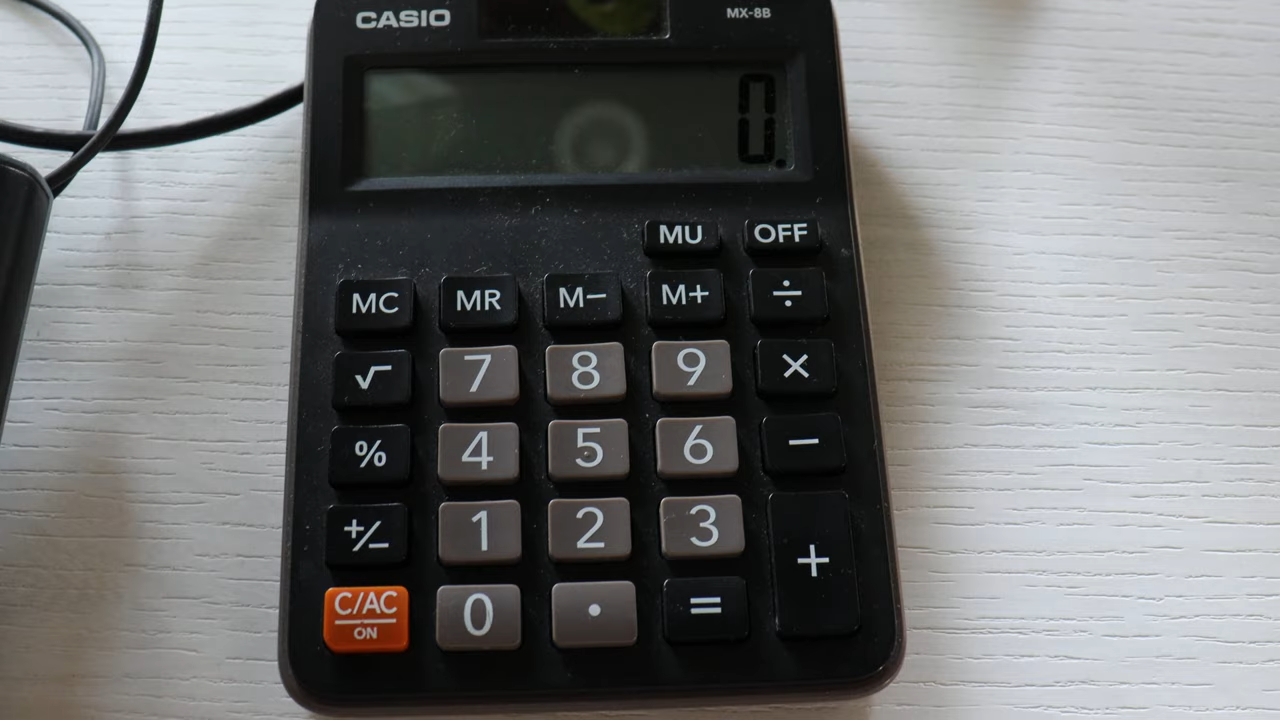 CASIO MX-8B
0.
MU OFF
MC MR M− M+ ÷
√ 7 8 9 ×
% 4 5 6 −
+/− 1 2 3 +
C/AC 0 · =
ON